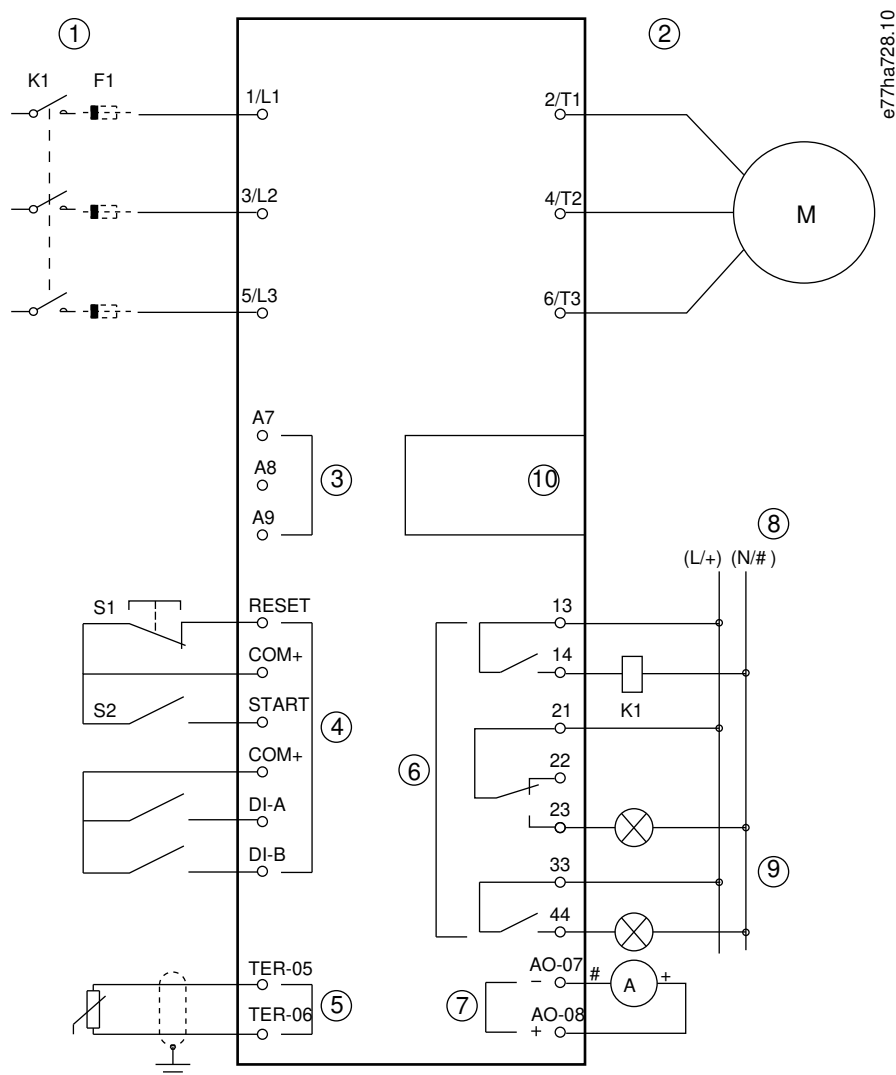 e77ha728.10
1 2
K1 F1
1/L1 2/T1
3/L2 4/T2
M
5/L3 6/T3
A7
A8 3 10
A9
8
(L/+) (N/# )
S1 RESET 13
COM+ 14
S2 START 21 K1
4
COM+ 6 22
DI-A 23
DI-B 33 9
44
TER-05 AO-07 # A +
5 7 −
TER-06 + AO-08